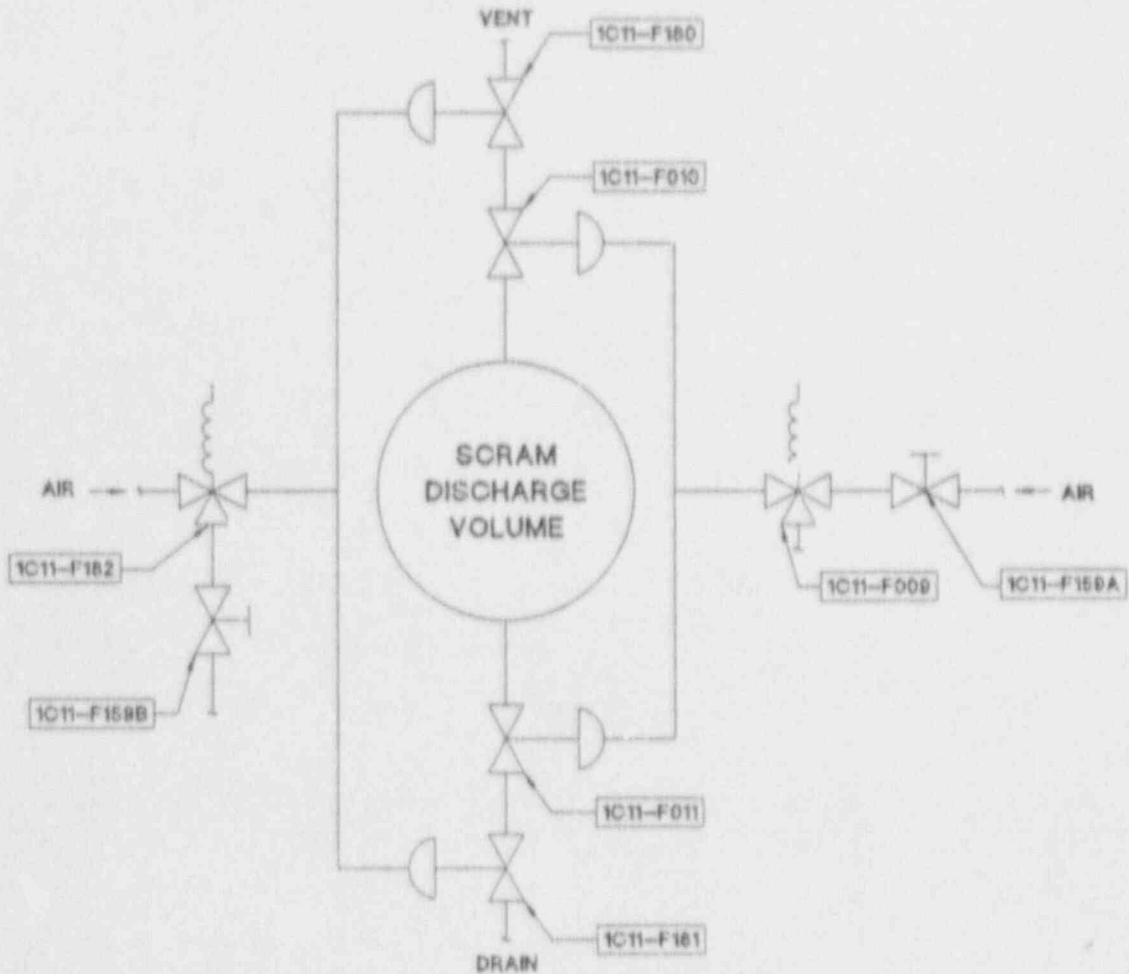 VENT
1C11-F180
1C11-F010
SCRAM
DISCHARGE
VOLUME
AIR
AIR
1C11-F182
1C11-F009
1C11-F159A
1C11-F159B
1C11-F011
1C11-F181
DRAIN